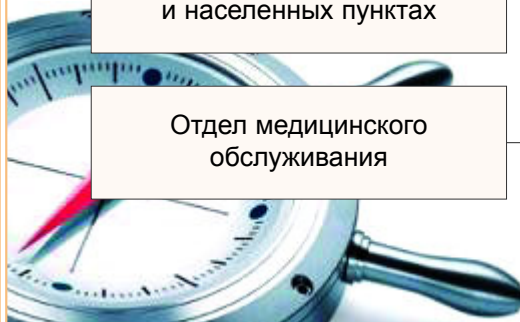 и населенных пунктах
Отдел медицинского
обслуживания